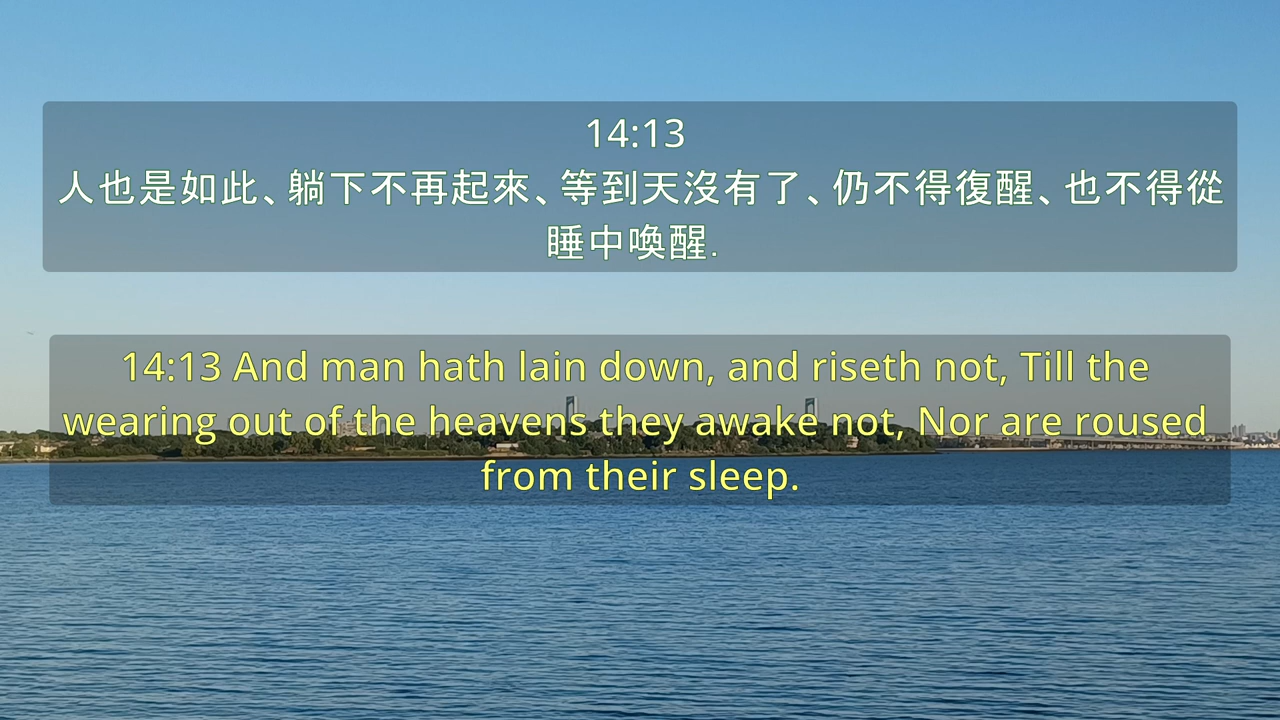 14:13
人也是如此、躺下不再起來、等到天沒有了、仍不得復醒、也不得從
睡中喚醒.
14:13 And man hath lain down, and riseth not, Till the
wearing out of the heavens they awake not, Nor are roused
from their sleep.